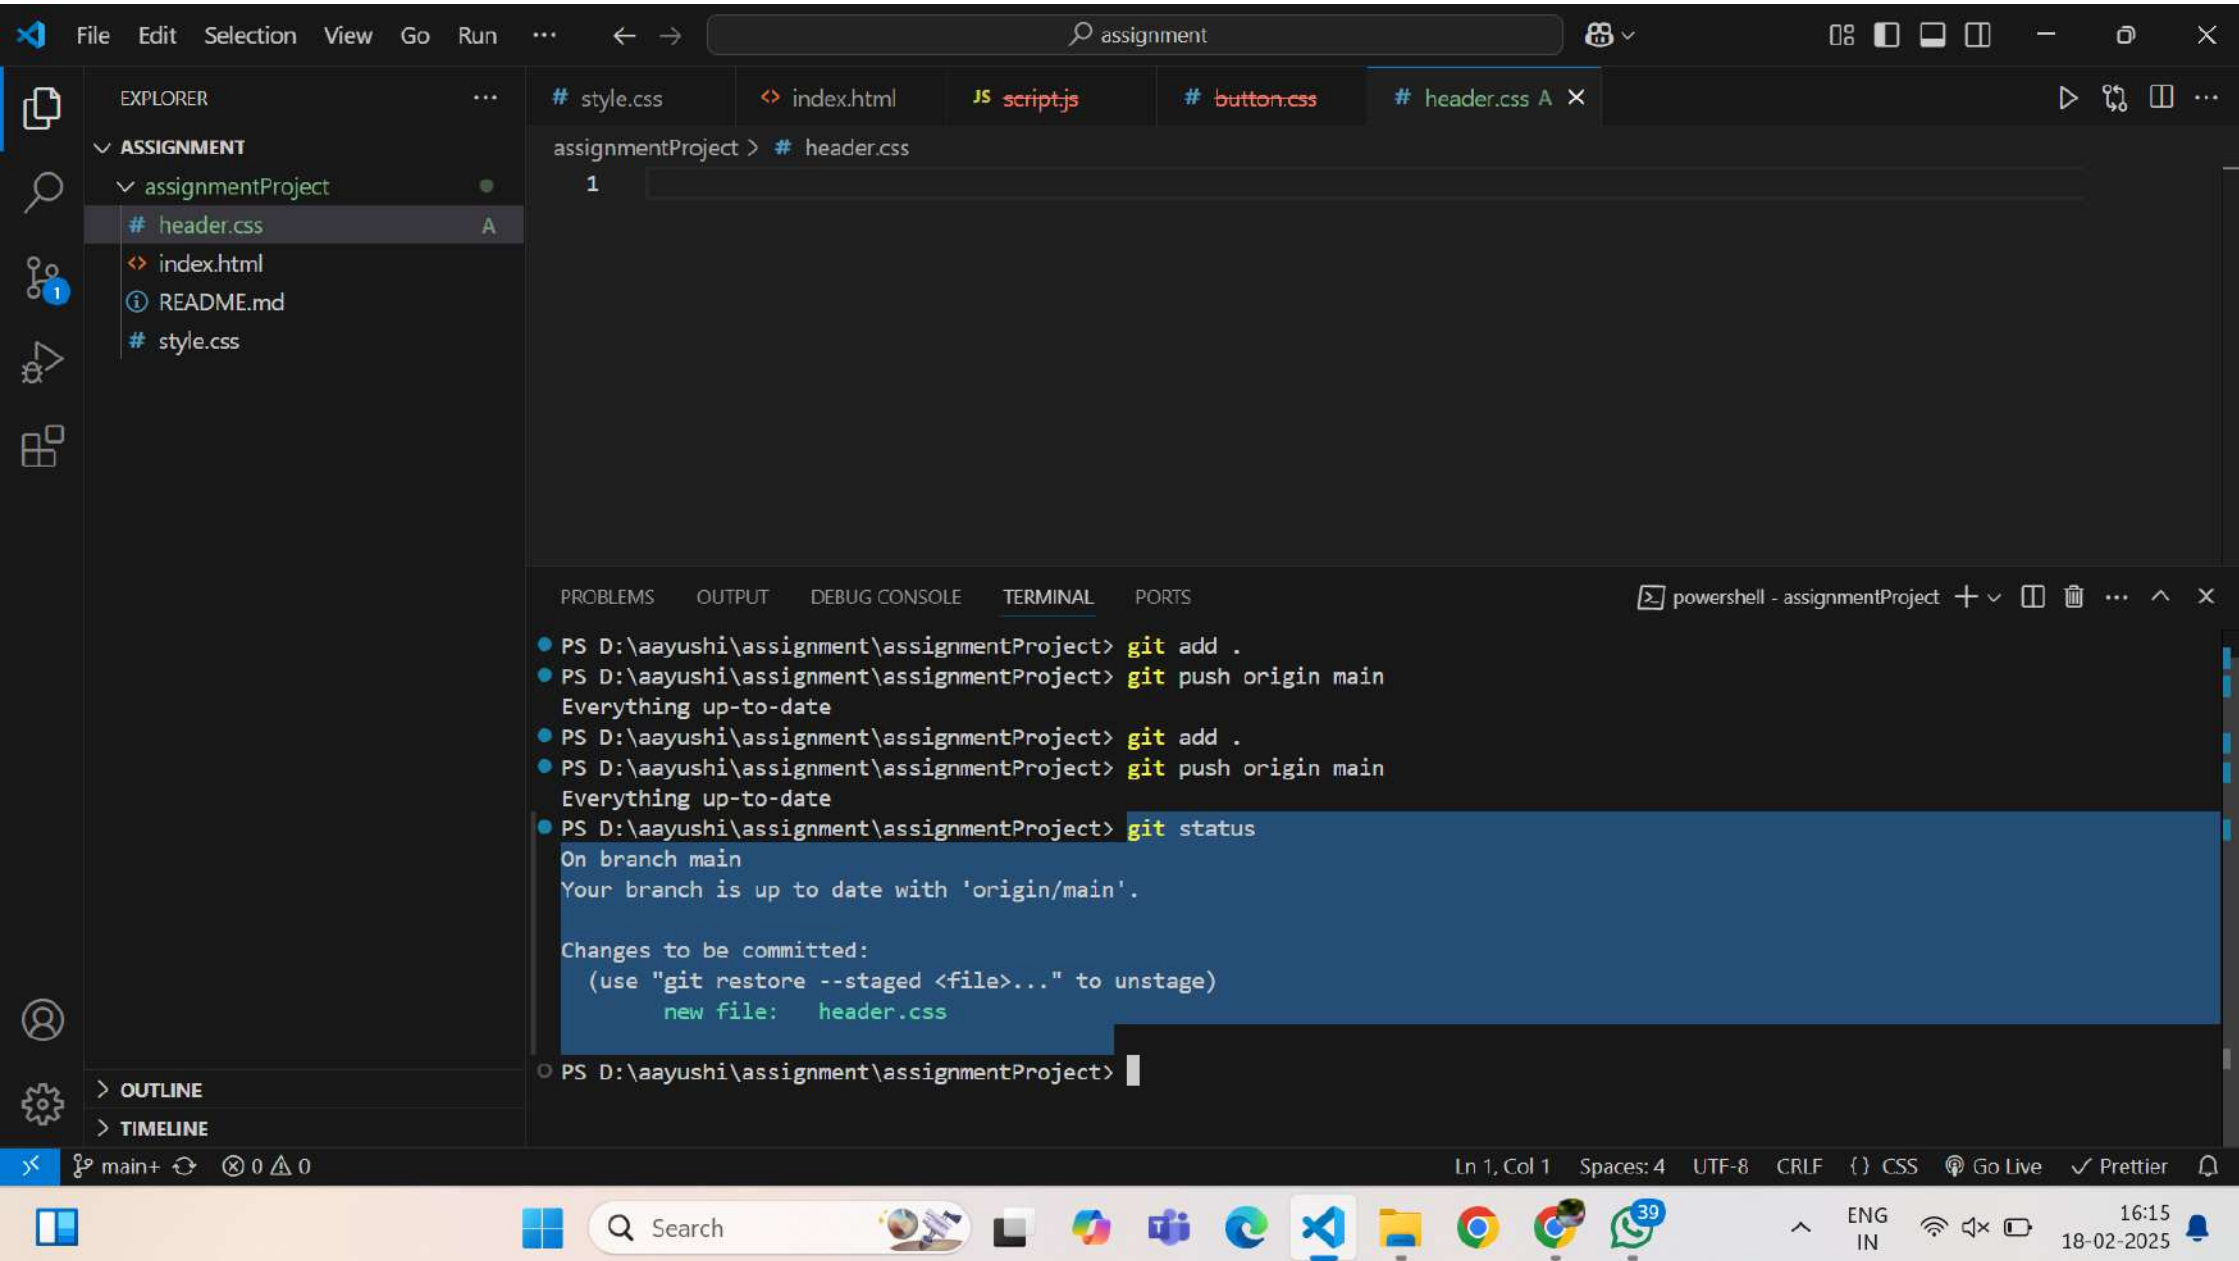 File Edit Selection View Go Run ... assignment
EXPLORER ...
style.css index.html JS script.js button.css header.css A
ASSIGNMENT
assignmentProject > # header.css
assignmentProject
1
# header.css A
index.html
README.md
# style.css
PROBLEMS OUTPUT DEBUG CONSOLE TERMINAL PORTS
powershell - assignmentProject
PS D:\aayushi\assignment\assignmentProject> git add .
PS D:\aayushi\assignment\assignmentProject> git push origin main
Everything up-to-date
PS D:\aayushi\assignment\assignmentProject> git add .
PS D:\aayushi\assignment\assignmentProject> git push origin main
Everything up-to-date
PS D:\aayushi\assignment\assignmentProject> git status
On branch main
Your branch is up to date with 'origin/main'.
Changes to be committed:
(use "git restore --staged <file>..." to unstage)
new file: header.css
PS D:\aayushi\assignment\assignmentProject>
OUTLINE
TIMELINE
main+ 0 0 Ln 1, Col 1 Spaces: 4 UTF-8 CRLF {} CSS Go Live Prettier
Search
39
ENG
IN
16:15
18-02-2025